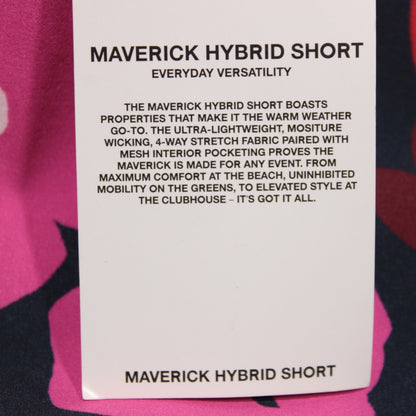 MAVERICK HYBRID SHORT
EVERYDAY VERSATILITY
THE MAVERICK HYBRID SHORT BOASTS
PROPERTIES THAT MAKE IT THE WARM WEATHER
GO-TO. THE ULTRA-LIGHTWEIGHT, MOSITURE
WICKING, 4-WAY STRETCH FABRIC PAIRED WITH
MESH INTERIOR POCKETING PROVES THE
MAVERICK IS MADE FOR ANY EVENT. FROM
MAXIMUM COMFORT AT THE BEACH, UNINHIBITED
MOBILITY ON THE GREENS, TO ELEVATED STYLE AT
THE CLUBHOUSE – IT'S GOT IT ALL.
MAVERICK HYBRID SHORT